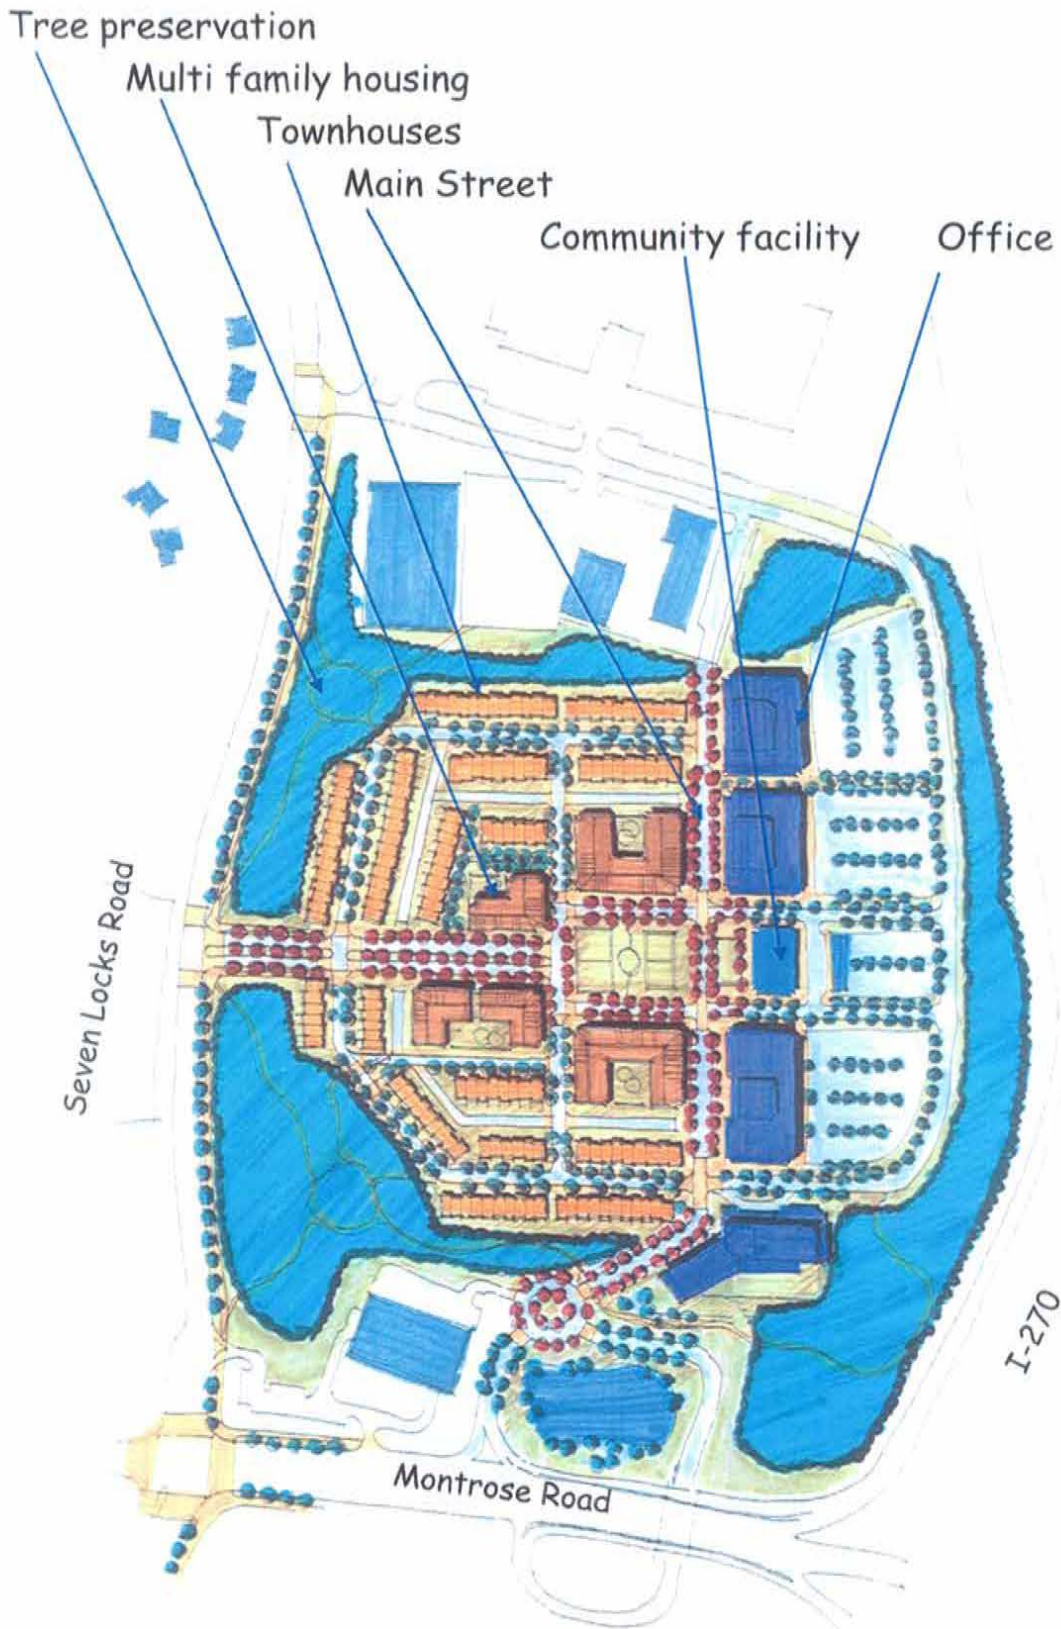 Tree preservation
Multi family housing
Townhouses
Main Street
Community facility
Office
Seven Locks Road
I-270
Montrose Road